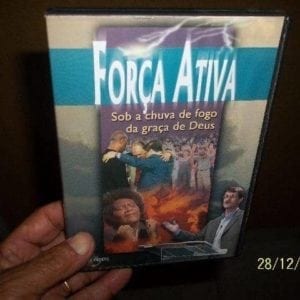 FORÇA ATIVA
Sob a chuva de fogo
da graça de Deus
28/12/